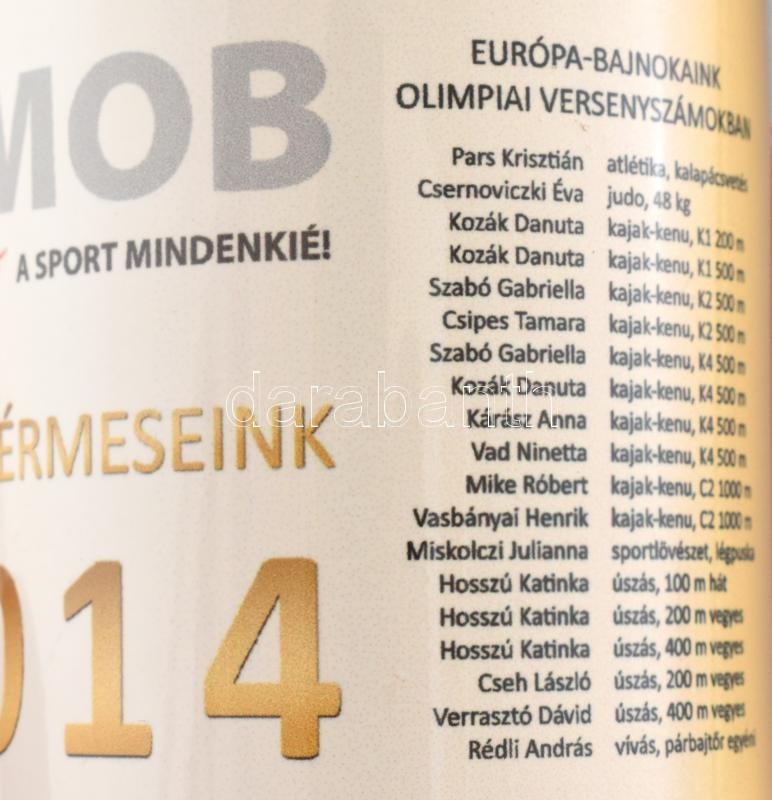 MOB
A SPORT MINDENKIÉ!
ÉRMESEINK
014
EURÓPA-BAJNOKAINK
OLIMPIAI VERSENYSZÁMOKBAN
Pars Krisztián atlétika, kalapácsvetés
Csernoviczki Éva judo, 48 kg
Kozák Danuta kajak-kenu, K1 200 m
Kozák Danuta kajak-kenu, K1 500 m
Szabó Gabriella kajak-kenu, K2 500 m
Csipes Tamara kajak-kenu, K2 500 m
Szabó Gabriella kajak-kenu, K4 500 m
Kozák Danuta kajak-kenu, K4 500 m
Kárász Anna kajak-kenu, K4 500 m
Vad Ninetta kajak-kenu, K4 500 m
Mike Róbert kajak-kenu, C2 1000 m
Vasbányai Henrik kajak-kenu, C2 1000 m
Miskolczi Julianna sportlövészet, légpuska
Hosszú Katinka úszás, 100 m hát
Hosszú Katinka úszás, 200 m vegyes
Hosszú Katinka úszás, 400 m vegyes
Cseh László úszás, 200 m vegyes
Verrasztó Dávid úszás, 400 m vegyes
Rédli András vívás, párbajtőr egyéni
darabanth.com